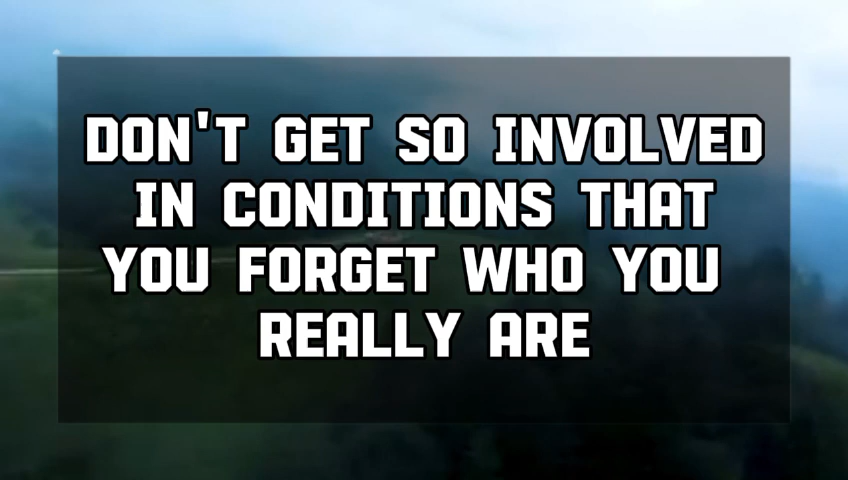 DON'T GET SO INVOLVED
IN CONDITIONS THAT
YOU FORGET WHO YOU
REALLY ARE